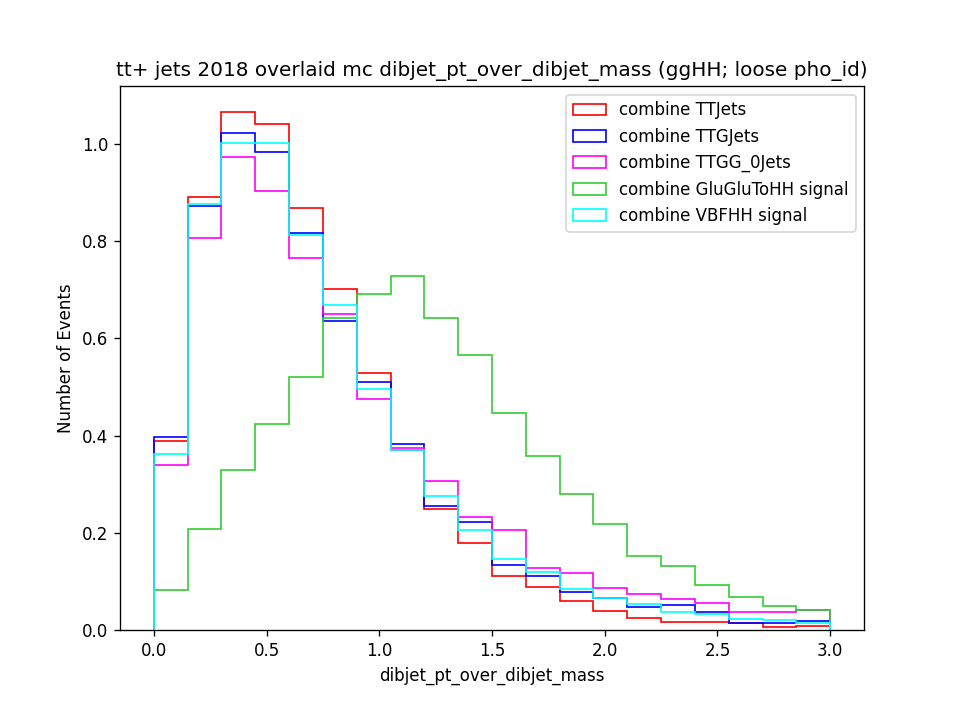 tt+ jets 2018 overlaid mc dibjet_pt_over_dibjet_mass (ggHH; loose pho_id)
combine TTJets
combine TTGJets
combine TTGG_0Jets
combine GluGluToHH signal
combine VBFHH signal
Number of Events
1.0
0.8
0.6
0.4
0.2
0.0
0.0 0.5 1.0 1.5 2.0 2.5 3.0
dibjet_pt_over_dibjet_mass